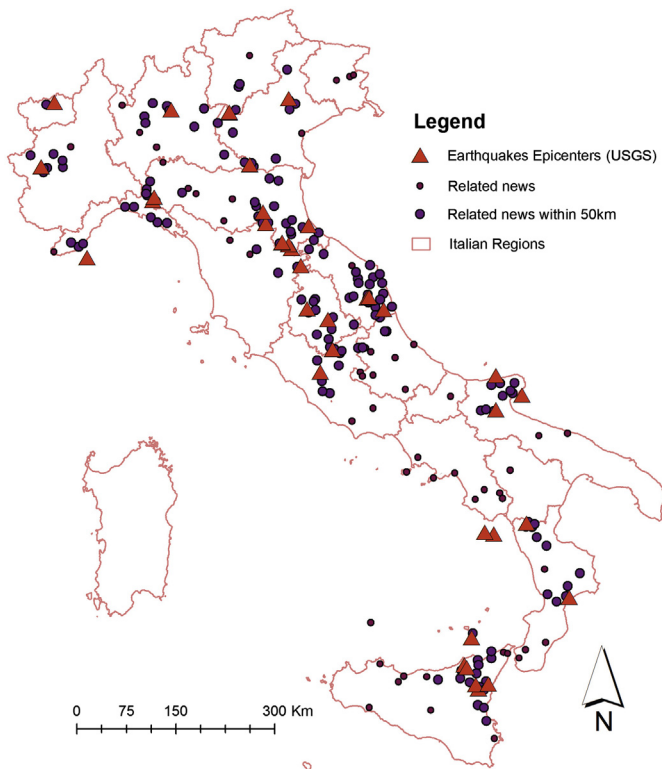 Legend
Earthquakes Epicenters (USGS)
Related news
Related news within 50km
Italian Regions
0 75 150 300 Km
N